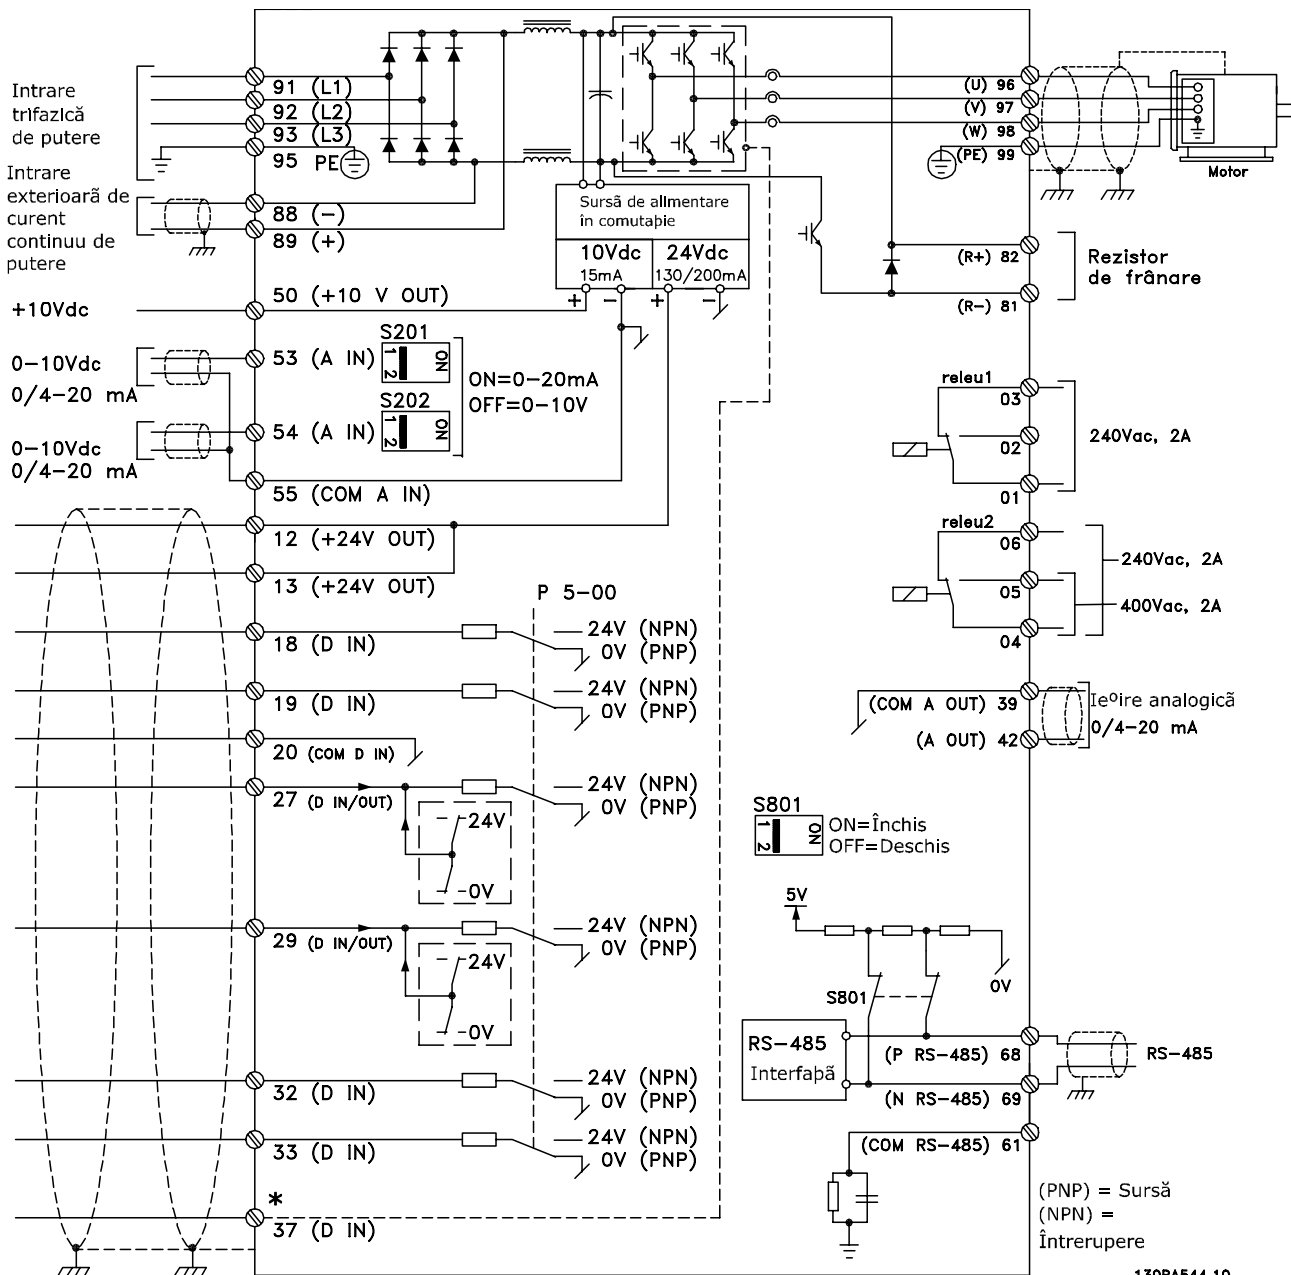 Intrare
trifazică
de putere
91 (L1)
92 (L2)
93 (L3)
95 PE
Intrare
exterioară de
curent
continuu de
putere
88 (−)
89 (+)
Sursă de alimentare
în comutaþie
10Vdc
15mA
24Vdc
130/200mA
+ − + −
(U) 96
(V) 97
(W) 98
(PE) 99
Motor
(R+) 82
(R−) 81
Rezistor
de frânare
+10Vdc
50 (+10 V OUT)
0−10Vdc
0/4−20 mA
53 (A IN)
S201
1 2
ON
ON=0−20mA
OFF=0−10V
0−10Vdc
0/4−20 mA
54 (A IN)
S202
1 2
ON
55 (COM A IN)
12 (+24V OUT)
13 (+24V OUT)
releu1
03
02
01
240Vac, 2A
releu2
06
05
04
240Vac, 2A
400Vac, 2A
P 5-00
18 (D IN)
24V (NPN)
0V (PNP)
19 (D IN)
24V (NPN)
0V (PNP)
20 (COM D IN)
27 (D IN/OUT)
24V (NPN)
0V (PNP)
24V
0V
29 (D IN/OUT)
24V (NPN)
0V (PNP)
24V
0V
32 (D IN)
24V (NPN)
0V (PNP)
33 (D IN)
24V (NPN)
0V (PNP)
*
37 (D IN)
(COM A OUT) 39
(A OUT) 42
Ieºire analogică
0/4−20 mA
S801
1 2
ON
ON=Închis
OFF=Deschis
5V
S801
0V
RS−485
Interfaþă
(P RS−485) 68
(N RS−485) 69
(COM RS−485) 61
RS−485
(PNP) = Sursă
(NPN) =
Întrerupere
130BA544.10